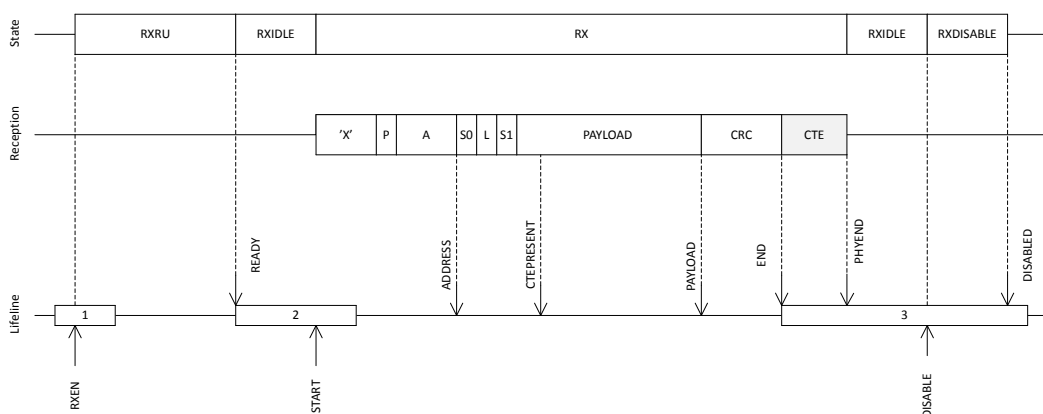 State
RXRU RXIDLE RX RXIDLE RXDISABLE
Reception
'X' P A S0 L S1 PAYLOAD CRC CTE
READY
ADDRESS
CTEPRESENT
PAYLOAD
END
PHYEND
DISABLED
Lifeline
1 2 3
RXEN
START
DISABLE